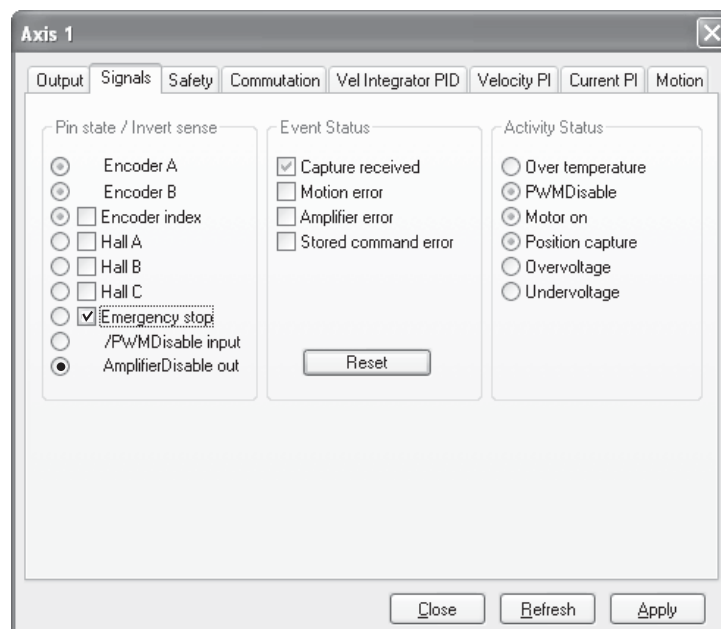 Axis 1
Output Signals Safety Commutation Vel Integrator PID Velocity PI Current PI Motion
Pin state / Invert sense
Encoder A
Encoder B
Encoder index
Hall A
Hall B
Hall C
Emergency stop
/PWMDisable input
AmplifierDisable out
Event Status
Capture received
Motion error
Amplifier error
Stored command error
Reset
Activity Status
Over temperature
PWMDisable
Motor on
Position capture
Overvoltage
Undervoltage
Close Refresh Apply